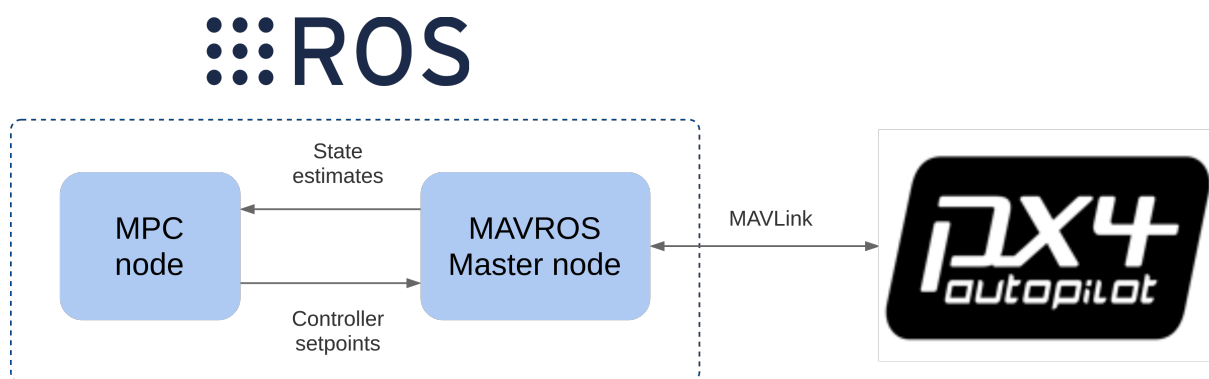 ROS
State
estimates
MPC
node
MAVROS
Master node
Controller
setpoints
MAVLink
px4
autopilot